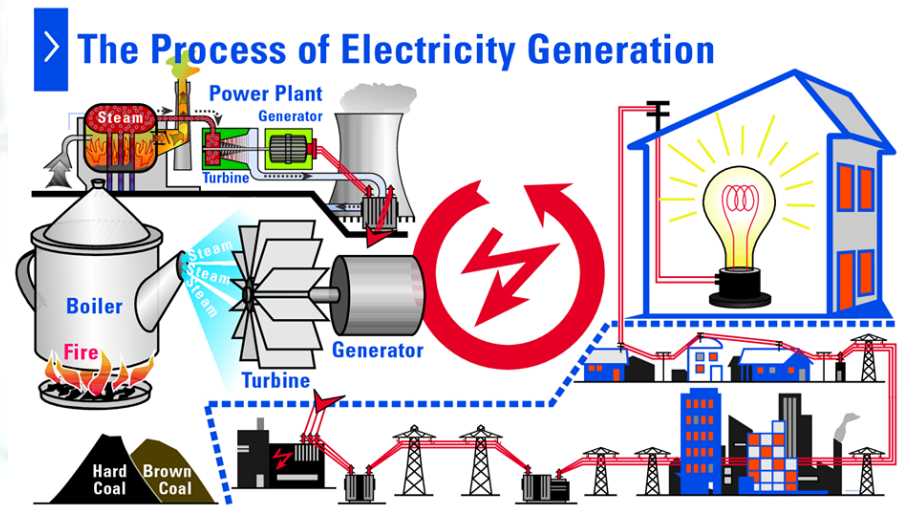 The Process of Electricity Generation
Power Plant
Steam
Generator
Turbine
Steam
Steam
Steam
Boiler
Fire
Generator
Turbine
Hard Coal
Brown Coal